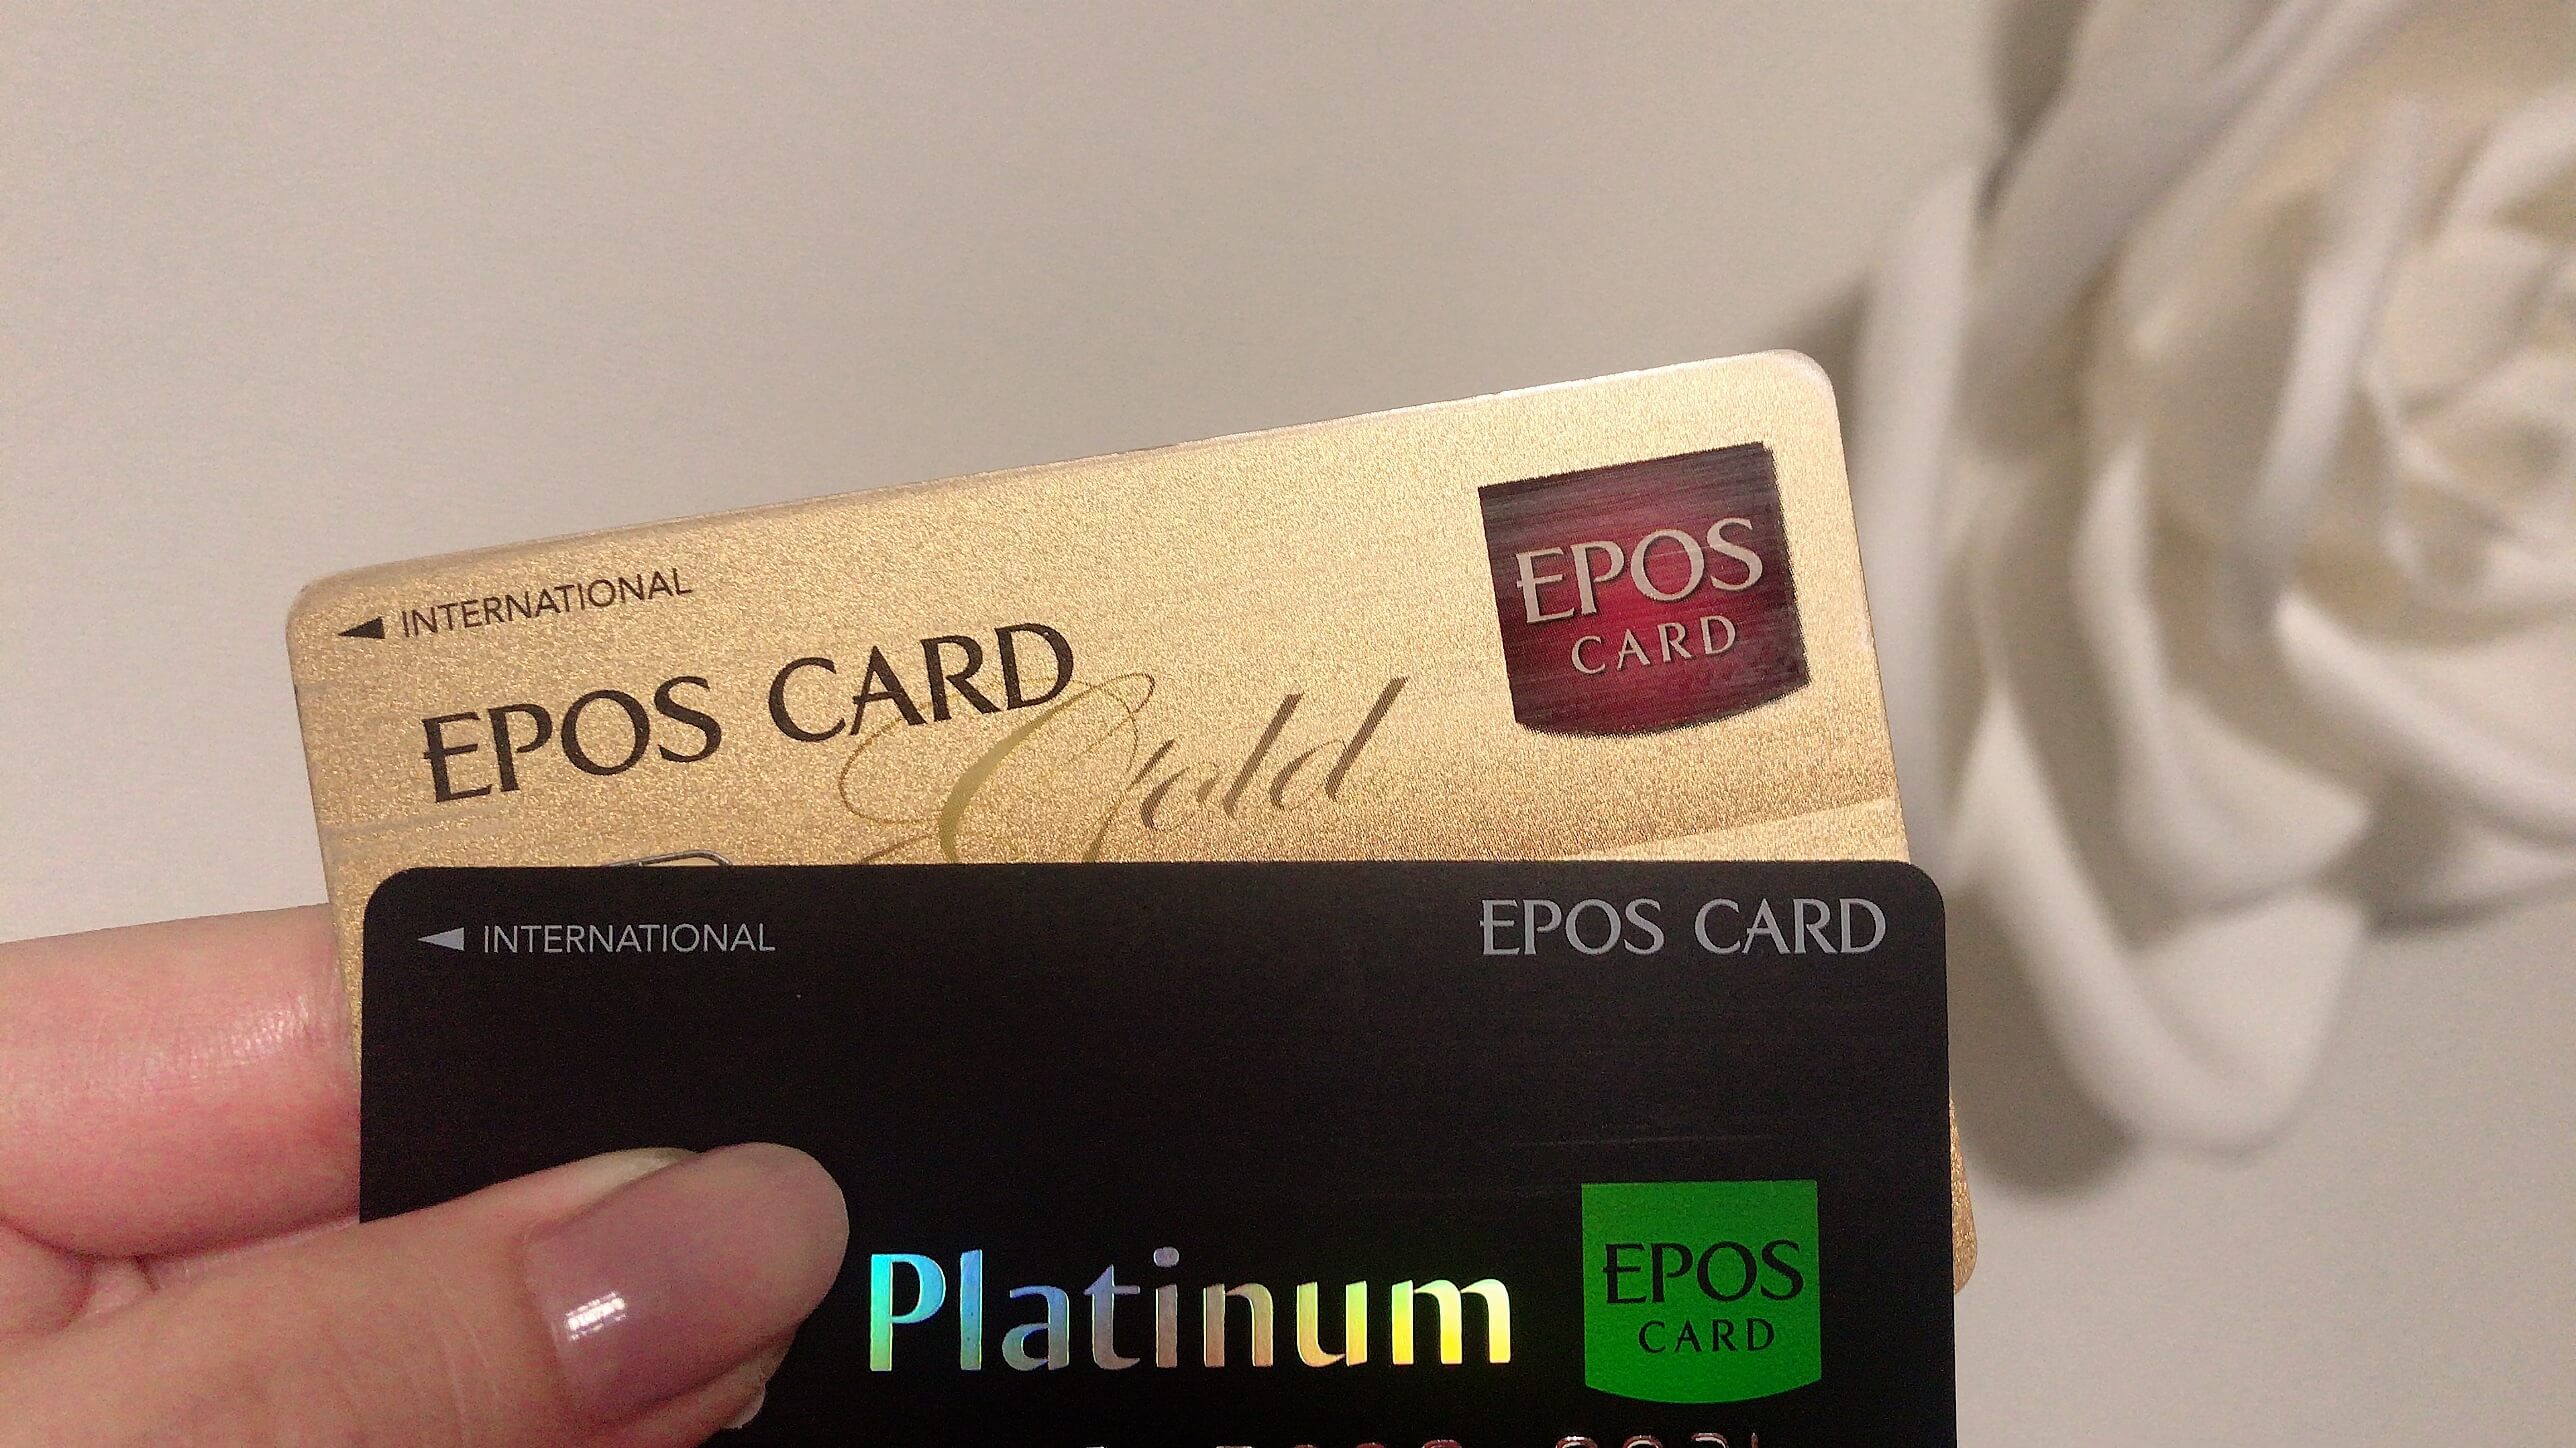 INTERNATIONAL
EPOS CARD
Gold
EPOS
CARD
INTERNATIONAL
EPOS CARD
Platinum
EPOS
CARD